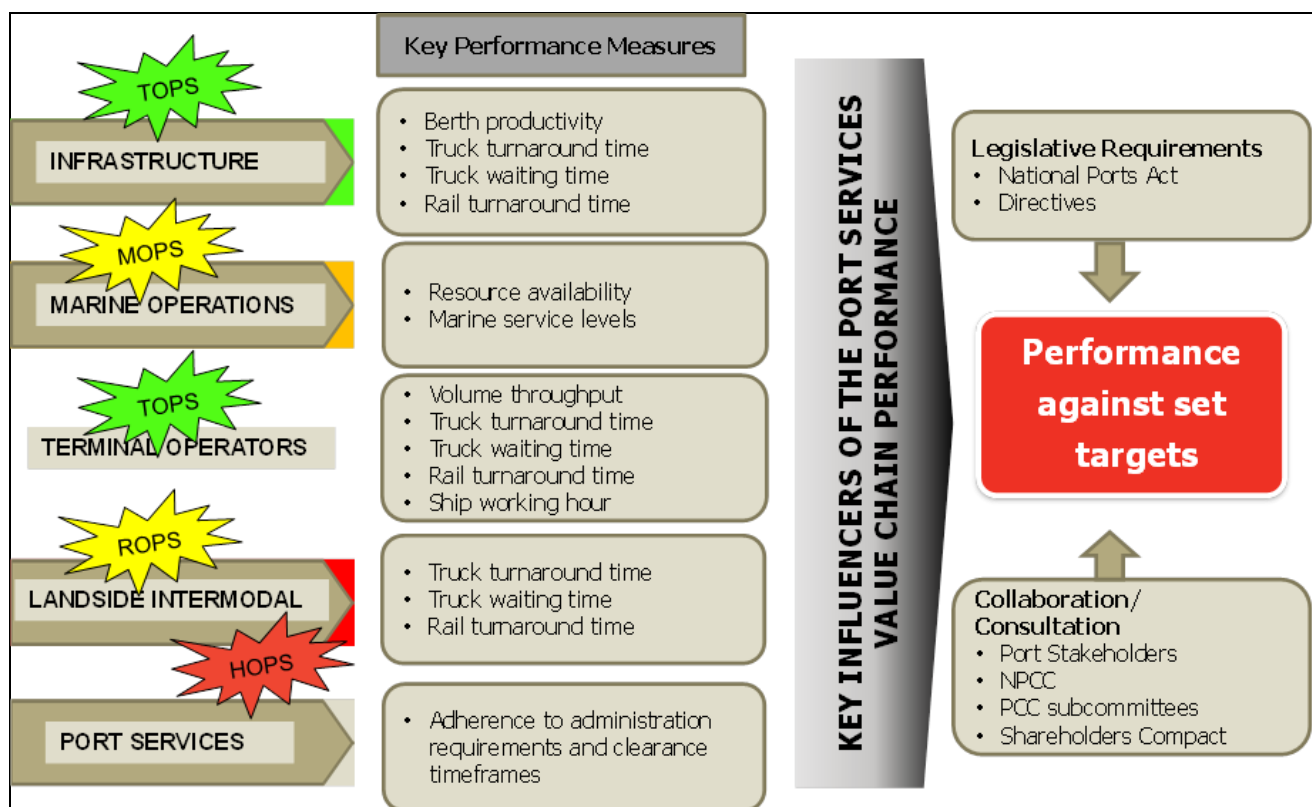 Key Performance Measures
TOPS
INFRASTRUCTURE
• Berth productivity
• Truck turnaround time
• Truck waiting time
• Rail turnaround time
MOPS
MARINE OPERATIONS
• Resource availability
• Marine service levels
TOPS
TERMINAL OPERATORS
• Volume throughput
• Truck turnaround time
• Truck waiting time
• Rail turnaround time
• Ship working hour
ROPS
LANDSIDE INTERMODAL
• Truck turnaround time
• Truck waiting time
• Rail turnaround time
HOPS
PORT SERVICES
• Adherence to administration
requirements and clearance
timeframes
KEY INFLUENCERS OF THE PORT SERVICES
VALUE CHAIN PERFORMANCE
Legislative Requirements
• National Ports Act
• Directives
Performance
against set
targets
Collaboration/
Consultation
• Port Stakeholders
• NPCC
• PCC subcommittees
• Shareholders Compact